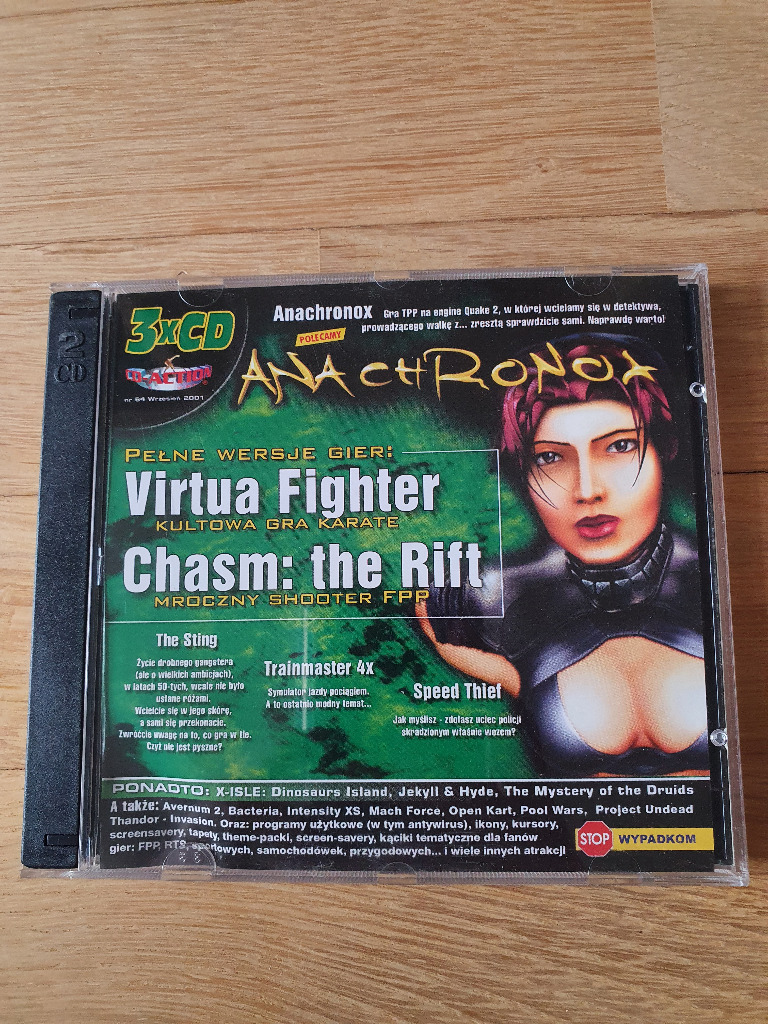 2
CD
3xCD
CD-ACTION
nr 64 Wrzesień 2001
Anachronox Gra TPP na engine Quake 2, w której wcielamy się w detektywa,
prowadzącego walkę z... zresztą sprawdzicie sami. Naprawdę warto!
POLECAMY
ANACHRONOX
PEŁNE WERSJE GIER:
Virtua Fighter
KULTOWA GRA KARATE
Chasm: the Rift
MROCZNY SHOOTER FPP
The Sting
Życie drobnego gangstera
(ale o wielkich ambicjach),
w latach 50-tych, wcale nie było
usłane różami.
Wcielcie się w jego skórę,
a sami się przekonacie.
Zwróćcie uwagę na to, co gra w tle.
Czyż nie jest pyszne?
Trainmaster 4x
Symulator jazdy pociągiem.
A to ostatnio modny temat...
Speed Thief
Jak myślisz - zdołasz uciec policji
skradzionym właśnie wozem?
PONADTO: X-ISLE: Dinosaurs Island, Jekyll & Hyde, The Mystery of the Druids
A także: Avernum 2, Bacteria, Intensity XS, Mach Force, Open Kart, Pool Wars, Project Undead
Thandor - Invasion. Oraz: programy użytkowe (w tym antywirus), ikony, kursory,
screensavery, tapety, theme-packi, screen-savery, kąciki tematyczne dla fanów
gier: FPP, RTS, sportowych, samochodówek, przygodowych... i wiele innych atrakcji
STOP WYPADKOM